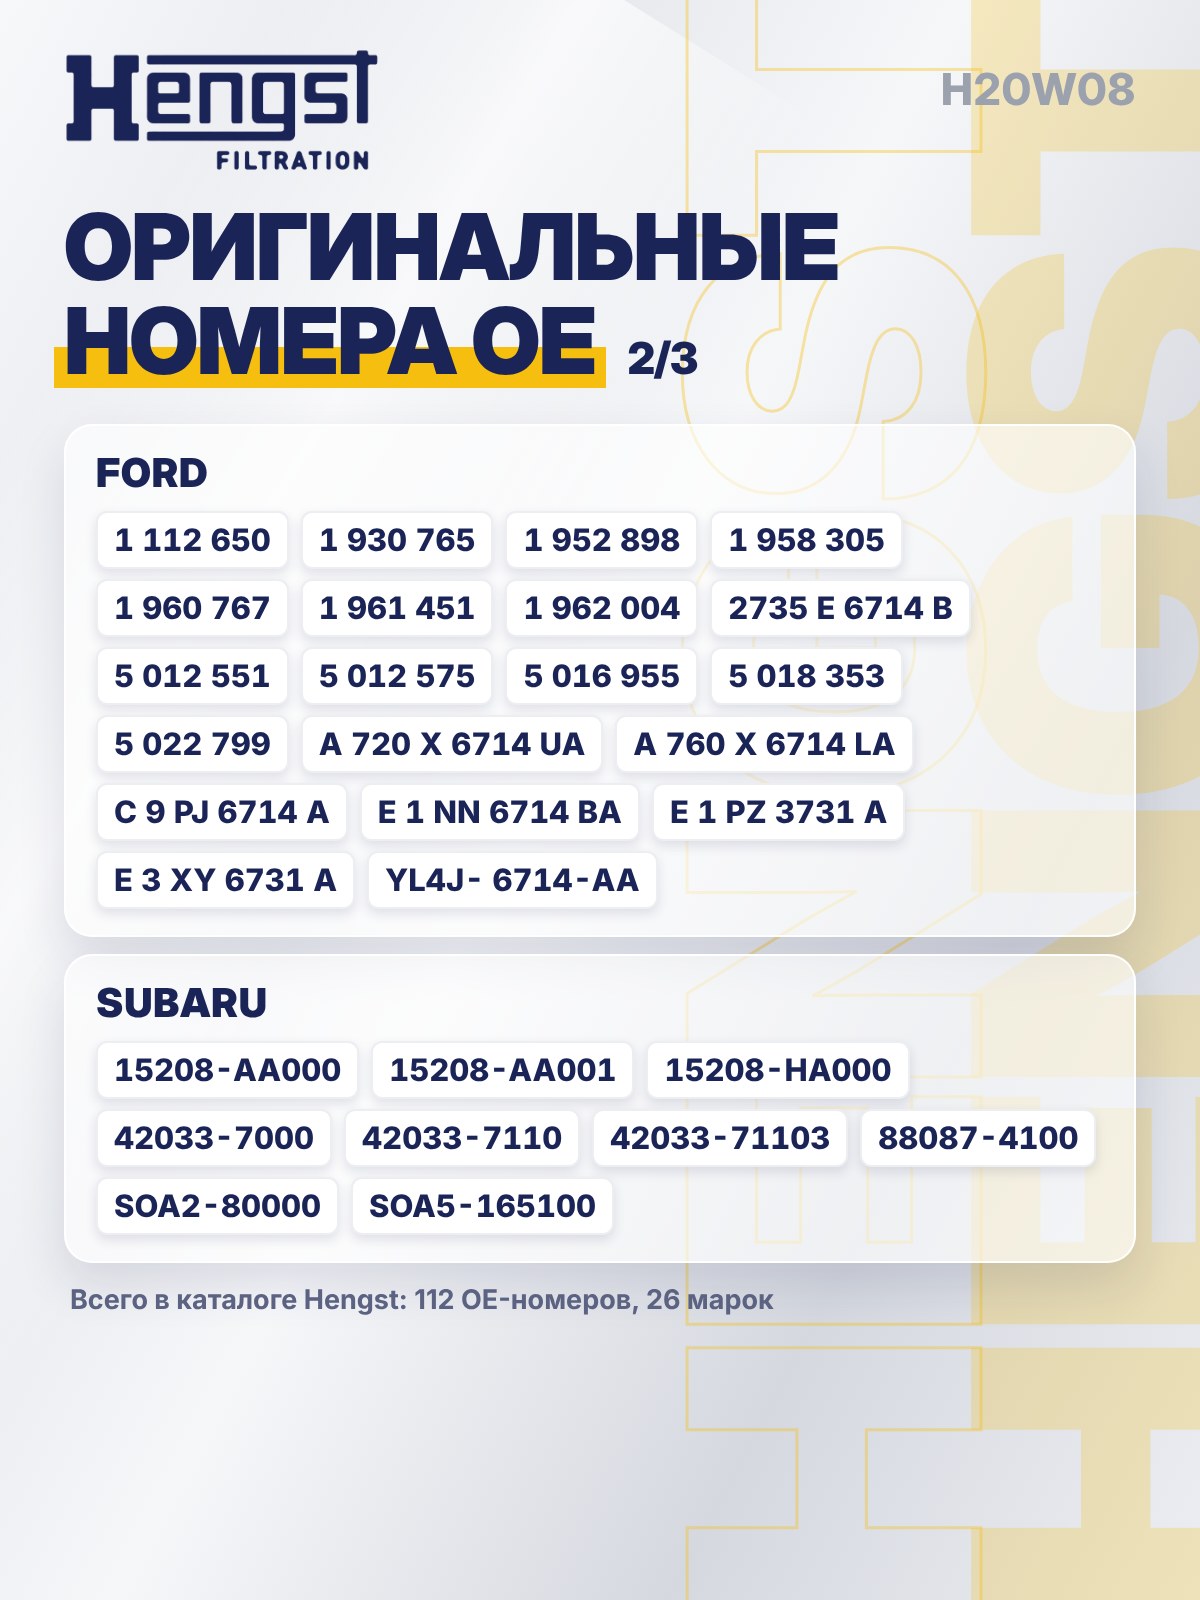 Hengst
FILTRATION
H20W08
ОРИГИНАЛЬНЫЕ
НОМЕРА OE 2/3
FORD
1 112 650 1 930 765 1 952 898 1 958 305
1 960 767 1 961 451 1 962 004 2735 E 6714 B
5 012 551 5 012 575 5 016 955 5 018 353
5 022 799 A 720 X 6714 UA A 760 X 6714 LA
C 9 PJ 6714 A E 1 NN 6714 BA E 1 PZ 3731 A
E 3 XY 6731 A YL4J- 6714-AA
SUBARU
15208-AA000 15208-AA001 15208-HA000
42033-7000 42033-7110 42033-71103 88087-4100
SOA2-80000 SOA5-165100
Всего в каталоге Hengst: 112 OE-номеров, 26 марок
HENGST
HENGST